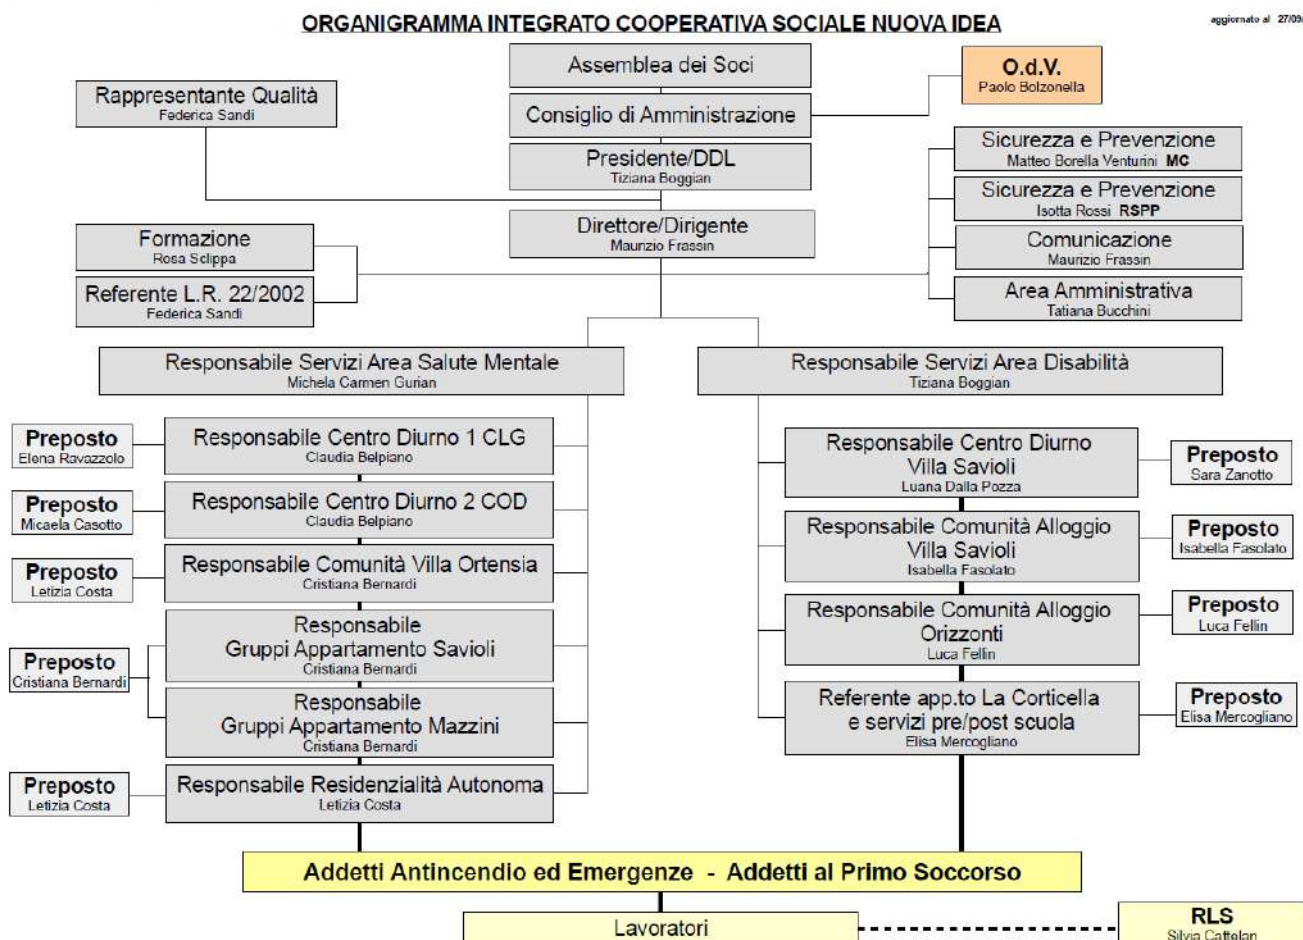 ORGANIGRAMMA INTEGRATO COOPERATIVA SOCIALE NUOVA IDEA
aggiornato al 27/09/
Assemblea dei Soci
O.d.V.
Paolo Bolzonella
Rappresentante Qualità
Federica Sandi
Consiglio di Amministrazione
Presidente/DDL
Tiziana Boggian
Sicurezza e Prevenzione
Matteo Borella Venturini MC
Sicurezza e Prevenzione
Isotta Rossi RSPP
Direttore/Dirigente
Maurizio Frassin
Formazione
Rosa Sclippa
Comunicazione
Maurizio Frassin
Referente L.R. 22/2002
Federica Sandi
Area Amministrativa
Tatiana Bucchini
Responsabile Servizi Area Salute Mentale
Michela Carmen Gurian
Responsabile Servizi Area Disabilità
Tiziana Boggian
Preposto
Elena Ravazzolo
Responsabile Centro Diurno 1 CLG
Claudia Belpiano
Preposto
Micaela Casotto
Responsabile Centro Diurno 2 COD
Claudia Belpiano
Preposto
Letizia Costa
Responsabile Comunità Villa Ortensia
Cristiana Bernardi
Preposto
Cristiana Bernardi
Responsabile
Gruppi Appartamento Savioli
Cristiana Bernardi
Responsabile
Gruppi Appartamento Mazzini
Cristiana Bernardi
Preposto
Letizia Costa
Responsabile Residenzialità Autonoma
Letizia Costa
Responsabile Centro Diurno
Villa Savioli
Luana Dalla Pozza
Preposto
Sara Zanotto
Responsabile Comunità Alloggio
Villa Savioli
Isabella Fasolato
Preposto
Isabella Fasolato
Responsabile Comunità Alloggio
Orizzonti
Luca Fellin
Preposto
Luca Fellin
Referente app.to La Corticella
e servizi pre/post scuola
Elisa Mercogliano
Preposto
Elisa Mercogliano
Addetti Antincendio ed Emergenze - Addetti al Primo Soccorso
Lavoratori
RLS
Silvia Cattelan